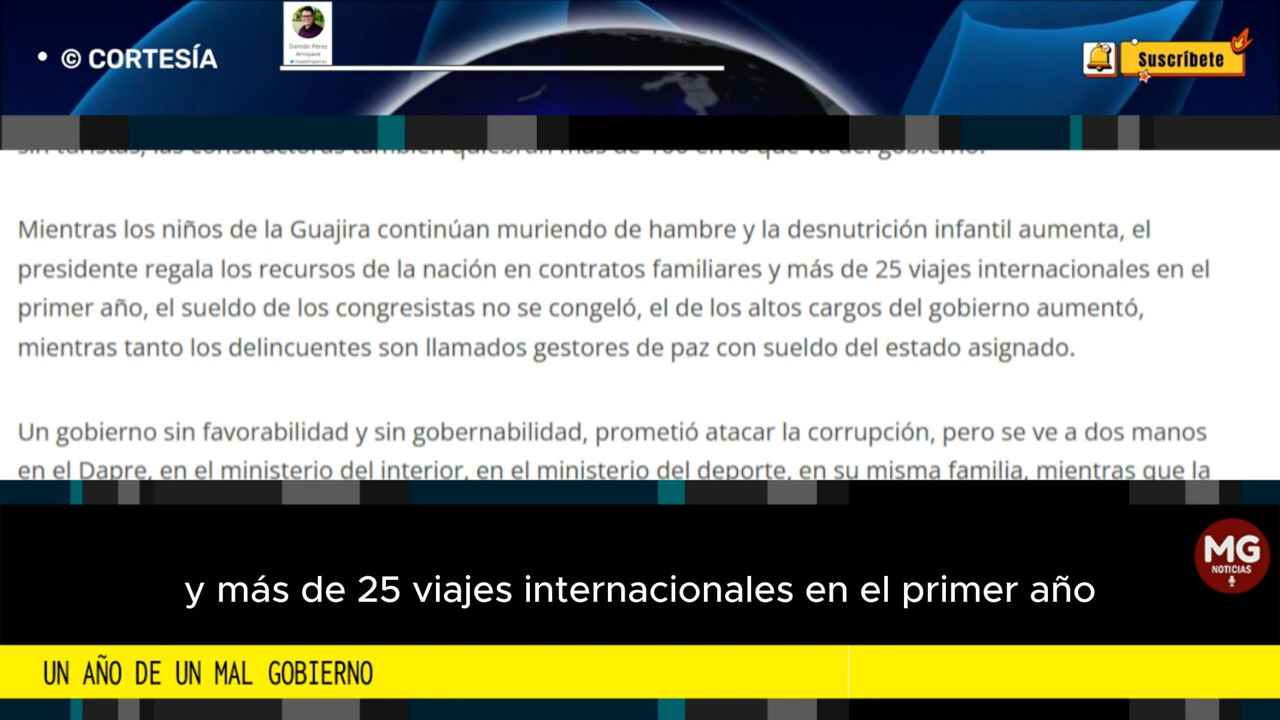 • © CORTESÍA
Damián Pérez
Arroyave
Suscríbete
Mientras los niños de la Guajira continúan muriendo de hambre y la desnutrición infantil aumenta, el
presidente regala los recursos de la nación en contratos familiares y más de 25 viajes internacionales en el
primer año, el sueldo de los congresistas no se congeló, el de los altos cargos del gobierno aumentó,
mientras tanto los delincuentes son llamados gestores de paz con sueldo del estado asignado.
Un gobierno sin favorabilidad y sin gobernabilidad, prometió atacar la corrupción, pero se ve a dos manos
en el Dapre, en el ministerio del interior, en el ministerio del deporte, en su misma familia, mientras que la
MG
NOTICIAS
y más de 25 viajes internacionales en el primer año
UN AÑO DE UN MAL GOBIERNO